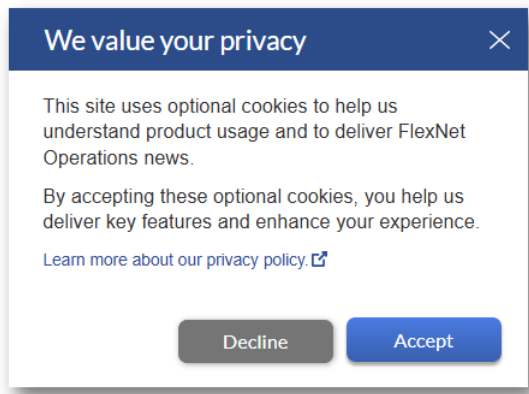 We value your privacy
This site uses optional cookies to help us
understand product usage and to deliver FlexNet
Operations news.
By accepting these optional cookies, you help us
deliver key features and enhance your experience.
Learn more about our privacy policy.
Decline
Accept